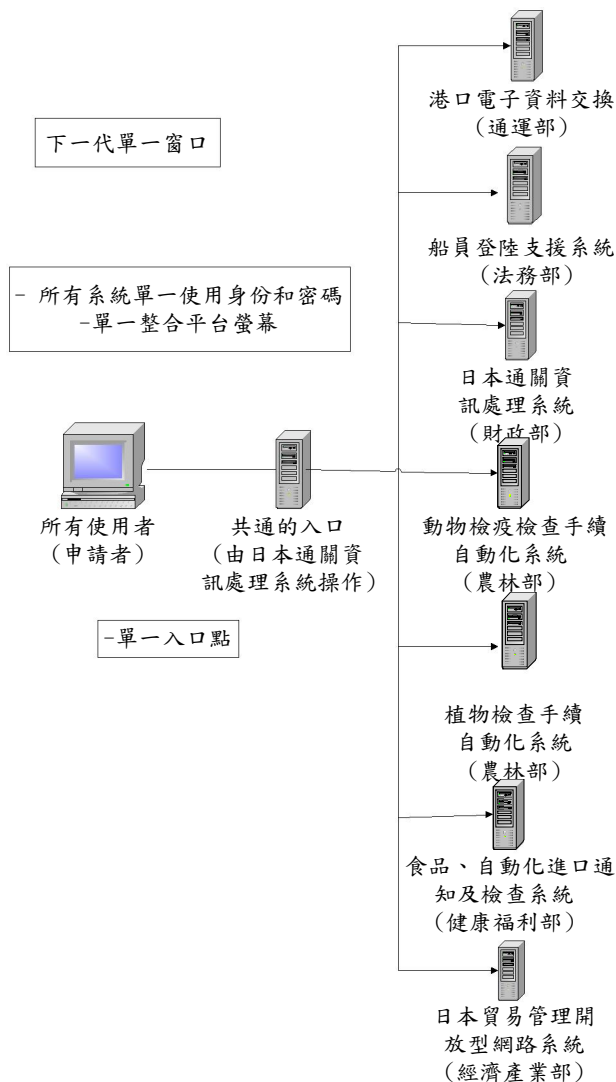 港口電子資料交換
(通運部)
下一代單一窗口
船員登陸支援系統
(法務部)
- 所有系統單一使用身份和密碼
-單一整合平台螢幕
日本通關資
訊處理系統
(財政部)
所有使用者
(申請者)
共通的入口
(由日本通關資
訊處理系統操作)
動物檢疫檢查手續
自動化系統
(農林部)
-單一入口點
植物檢查手續
自動化系統
(農林部)
食品、自動化進口通
知及檢查系統
(健康福利部)
日本貿易管理開
放型網路系統
(經濟產業部)